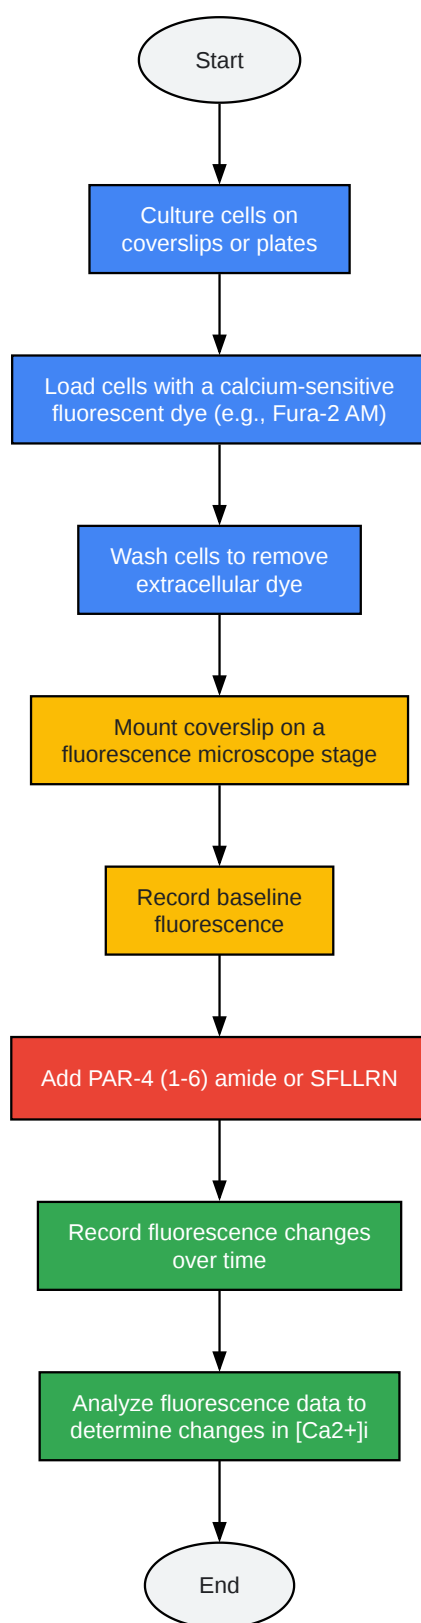 Start
Culture cells on
coverslips or plates
Load cells with a calcium-sensitive
fluorescent dye (e.g., Fura-2 AM)
Wash cells to remove
extracellular dye
Mount coverslip on a
fluorescence microscope stage
Record baseline
fluorescence
Add PAR-4 (1-6) amide or SFLLRN
Record fluorescence changes
over time
Analyze fluorescence data to
determine changes in [Ca2+]i
End